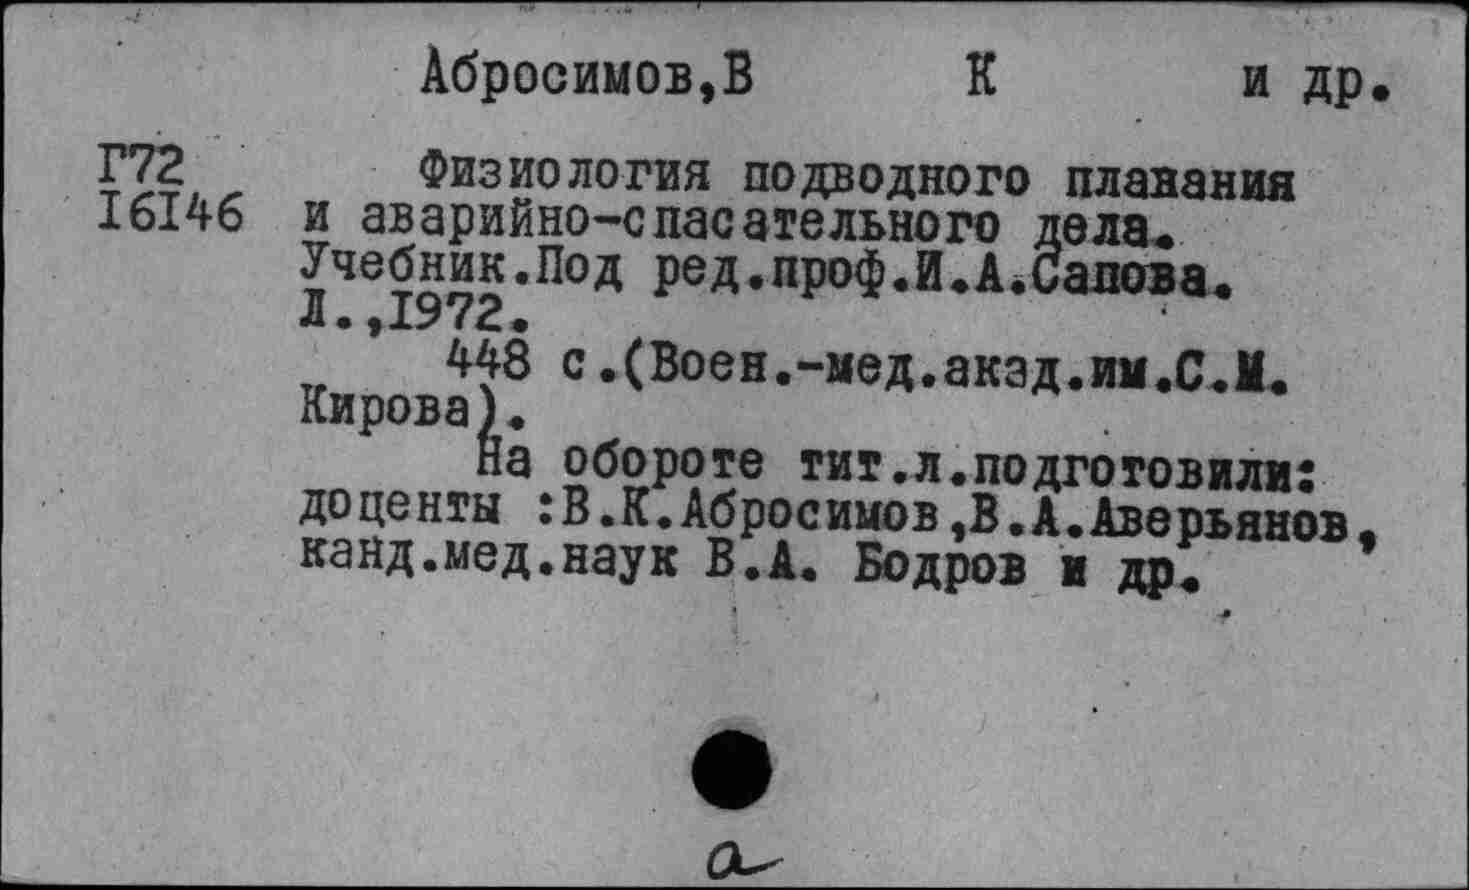 Абросимов,В К и др.
Г72
I6I46
Физиология подводного плавания
и аварийно-спасательного дела.
Учебник.Под ред.проф.И.А.Сапова.
Л.,I972.
448 с.(Воен.-мед.акад.им.С.М.
Кирова).
На обороте тит.л.подготовили:
доценты :В.К.Абросимов,В.А.Аверьянов,
канд.мед.наук В.А. Бодров и др.
а